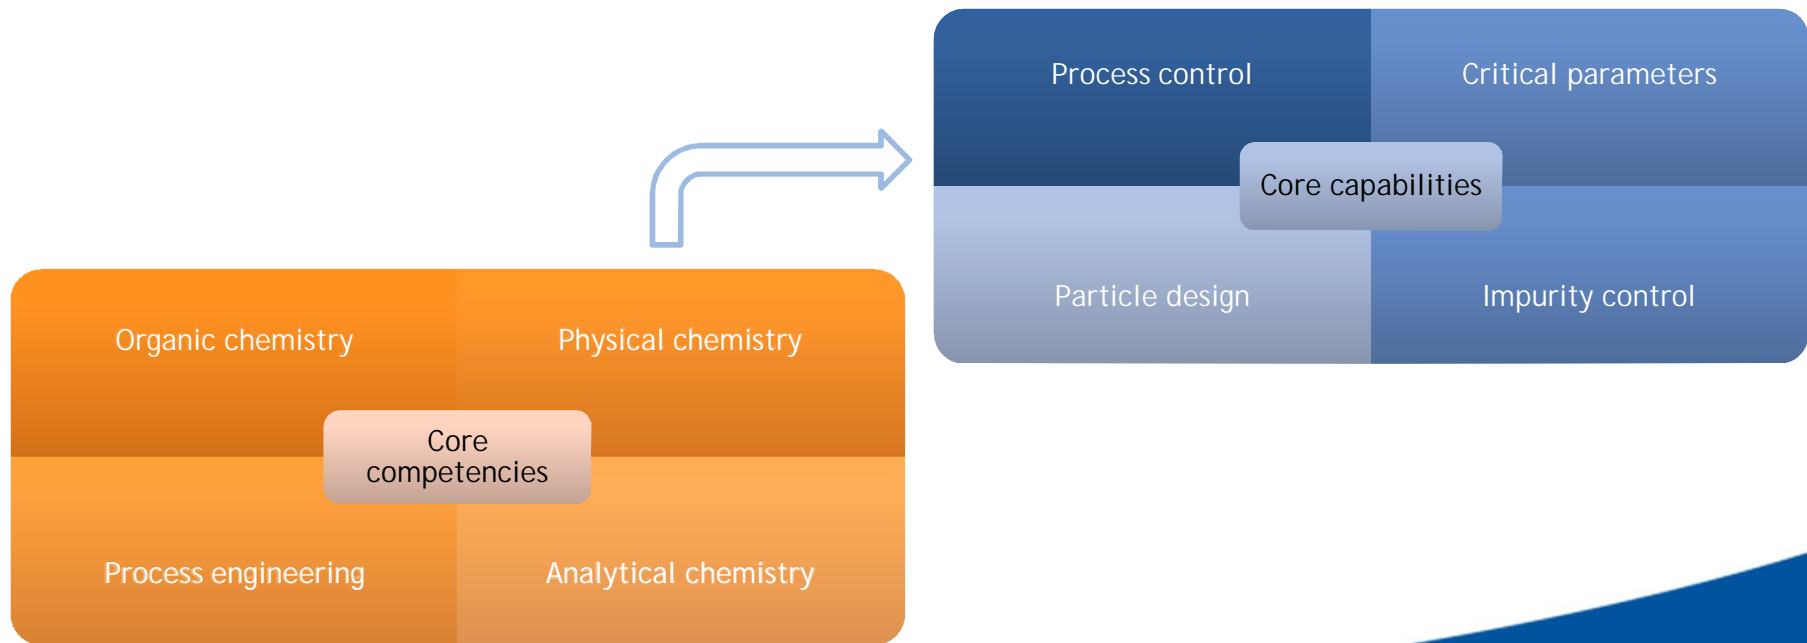 Process control
Critical parameters
Core capabilities
Particle design
Impurity control
Organic chemistry
Physical chemistry
Core
competencies
Process engineering
Analytical chemistry